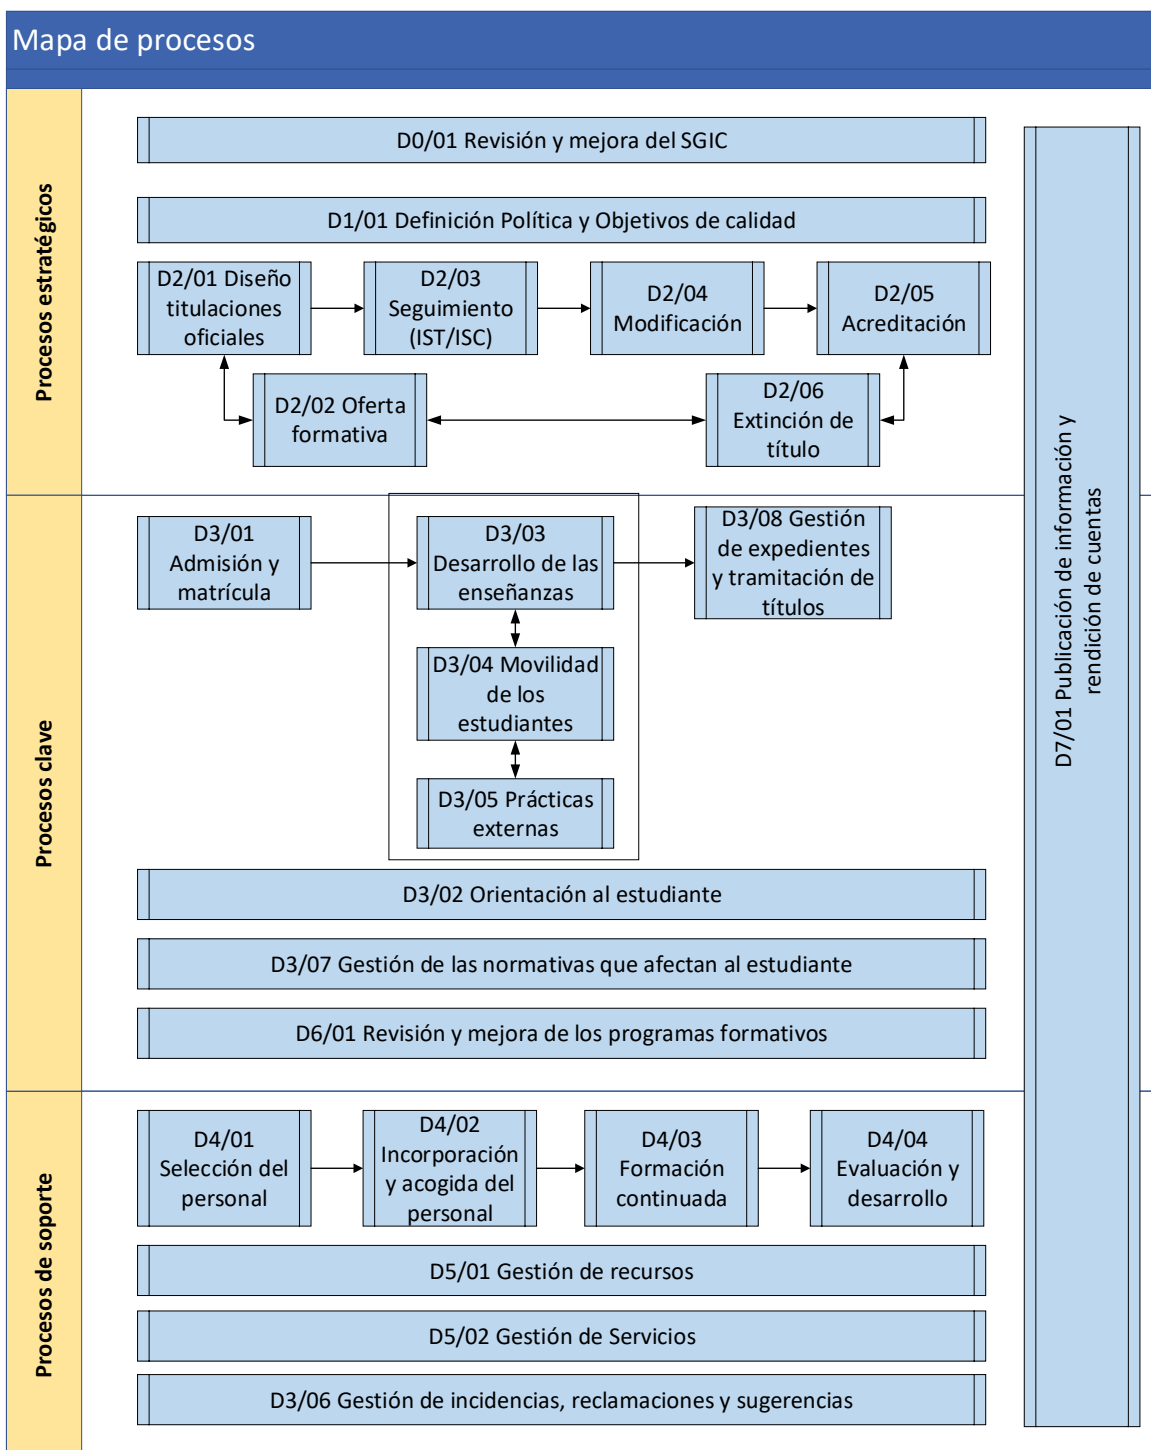 Mapa de procesos
Procesos estratégicos
D0/01 Revisión y mejora del SGIC
D1/01 Definición Política y Objetivos de calidad
D2/01 Diseño
titulaciones
oficiales
D2/03
Seguimiento
(IST/ISC)
D2/04
Modificación
D2/05
Acreditación
D2/02 Oferta
formativa
D2/06
Extinción de
título
Procesos clave
D3/01
Admisión y
matrícula
D3/03
Desarrollo de las
enseñanzas
D3/08 Gestión
de expedientes
y tramitación de
títulos
D3/04 Movilidad
de los
estudiantes
D3/05 Prácticas
externas
D3/02 Orientación al estudiante
D3/07 Gestión de las normativas que afectan al estudiante
D6/01 Revisión y mejora de los programas formativos
Procesos de soporte
D4/01
Selección del
personal
D4/02
Incorporación
y acogida del
personal
D4/03
Formación
continuada
D4/04
Evaluación y
desarrollo
D5/01 Gestión de recursos
D5/02 Gestión de Servicios
D3/06 Gestión de incidencias, reclamaciones y sugerencias
D7/01 Publicación de información y
rendición de cuentas